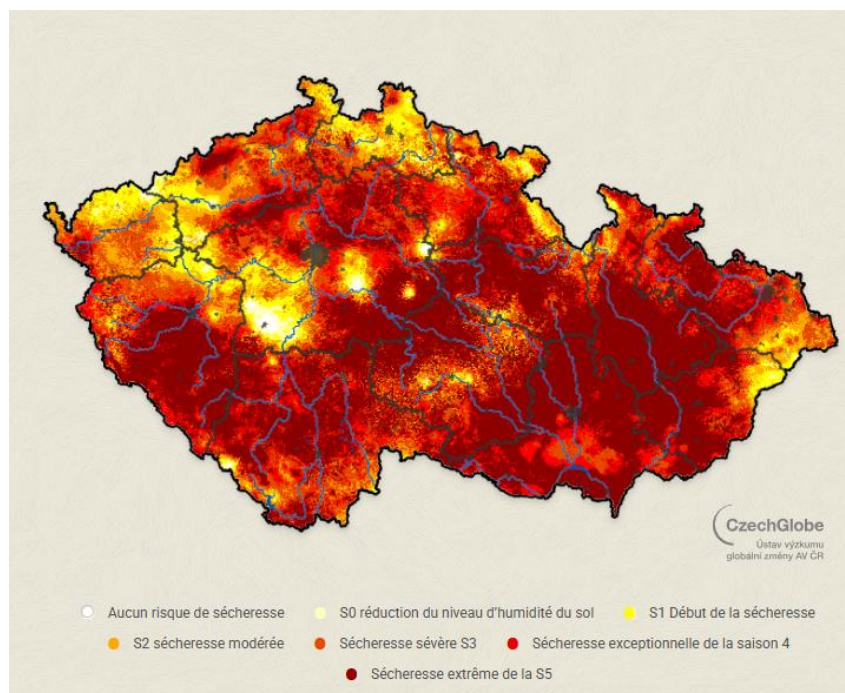 CzechGlobe
Ústav výzkumu
globální změny AV ČR
Aucun risque de sécheresse
S0 réduction du niveau d'humidité du sol
S1 Début de la sécheresse
S2 sécheresse modérée
Sécheresse sévère S3
Sécheresse exceptionnelle de la saison 4
Sécheresse extrême de la S5